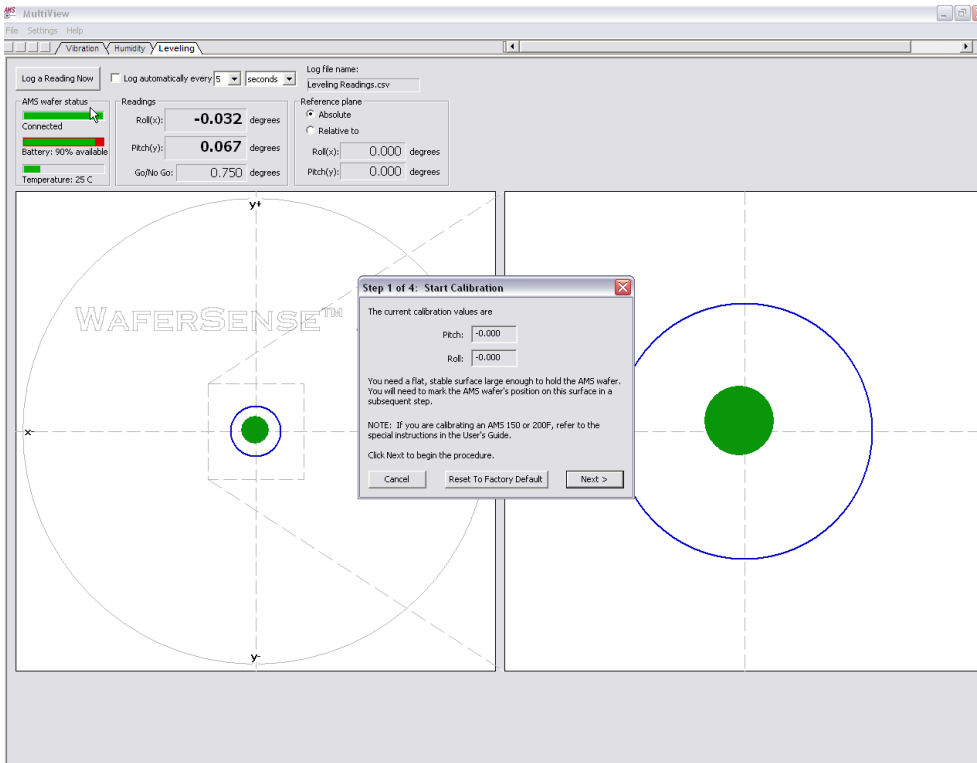 AMS MultiView
File Settings Help
Vibration Humidity Leveling
Log a Reading Now
Log automatically every 5 seconds
Log file name:
Leveling Readings.csv
AMS wafer status
Connected
Battery: 90% available
Temperature: 25 C
Readings
Roll(x): -0.032 degrees
Pitch(y): 0.067 degrees
Go/No Go: 0.750 degrees
Reference plane
Absolute
Relative to
Roll(x): 0.000 degrees
Pitch(y): 0.000 degrees
y+
WAFERSENSE™
x-
y-
Step 1 of 4: Start Calibration
The current calibration values are
Pitch: -0.000
Roll: -0.000
You need a flat, stable surface large enough to hold the AMS wafer.
You will need to mark the AMS wafer's position on this surface in a
subsequent step.
NOTE: If you are calibrating an AMS 150 or 200F, refer to the
special instructions in the User's Guide.
Click Next to begin the procedure.
Cancel Reset To Factory Default Next >